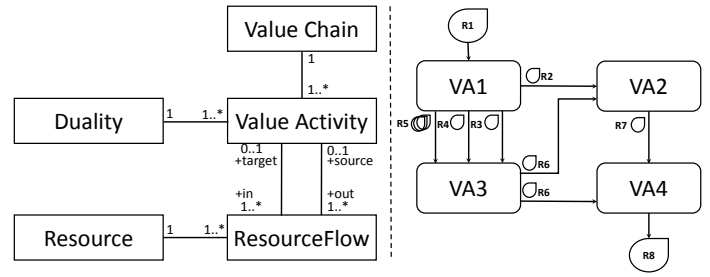 Value Chain
1
1..*
Duality
1
1..*
Value Activity
0..1
+target
0..1
+source
+in
1..*
+out
1..*
Resource
1
1..*
ResourceFlow
R1
VA1
R2
VA2
R5
R4
R3
R7
R6
VA3
R6
VA4
R8